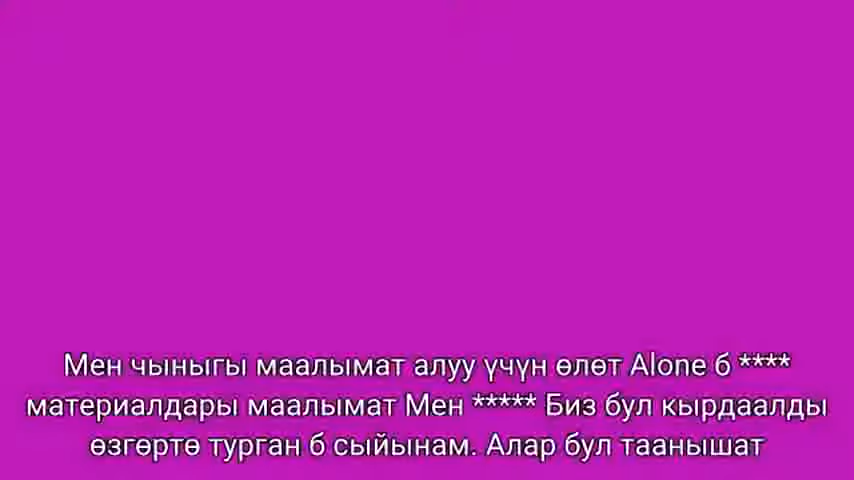 Мен чыныгы маалымат алуу үчүн өлөт Alone б ****
материалдары маалымат Мен ***** Биз бул кырдаалды
өзгөртө турган б сыйынам. Алар бул таанышат